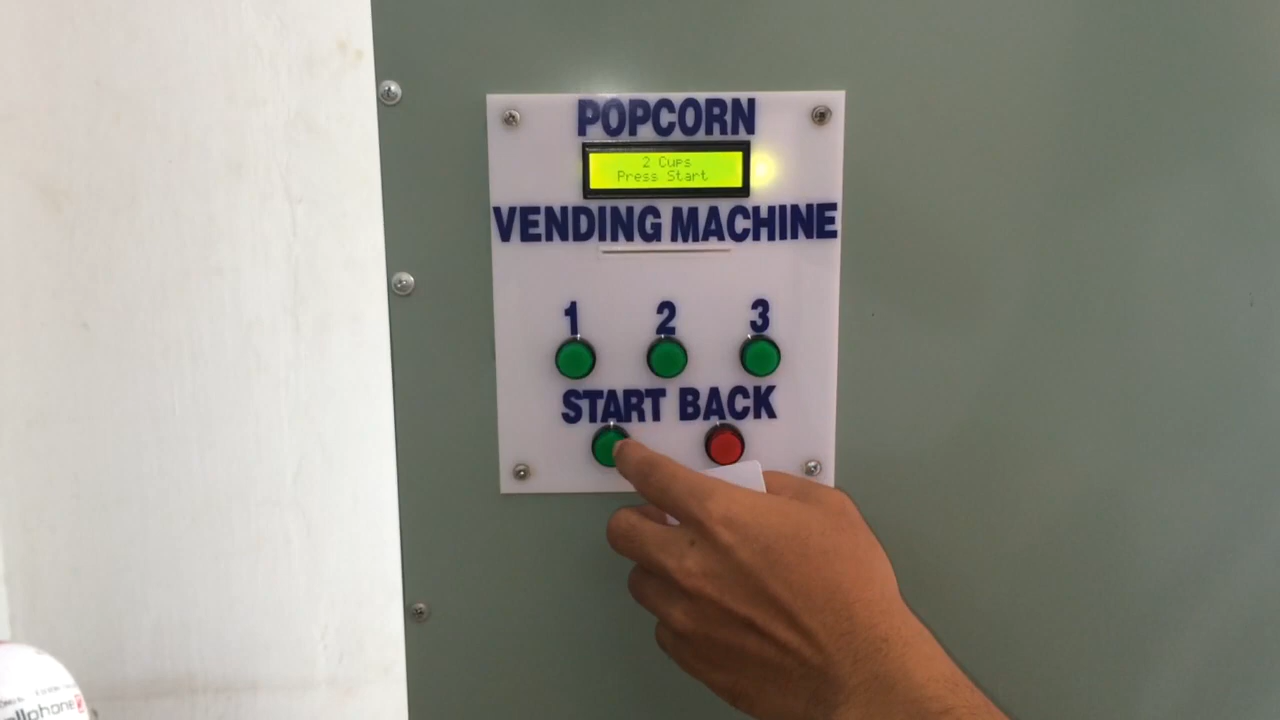 POPCORN
2 Cups
Press Start
VENDING MACHINE
1 2 3
START BACK